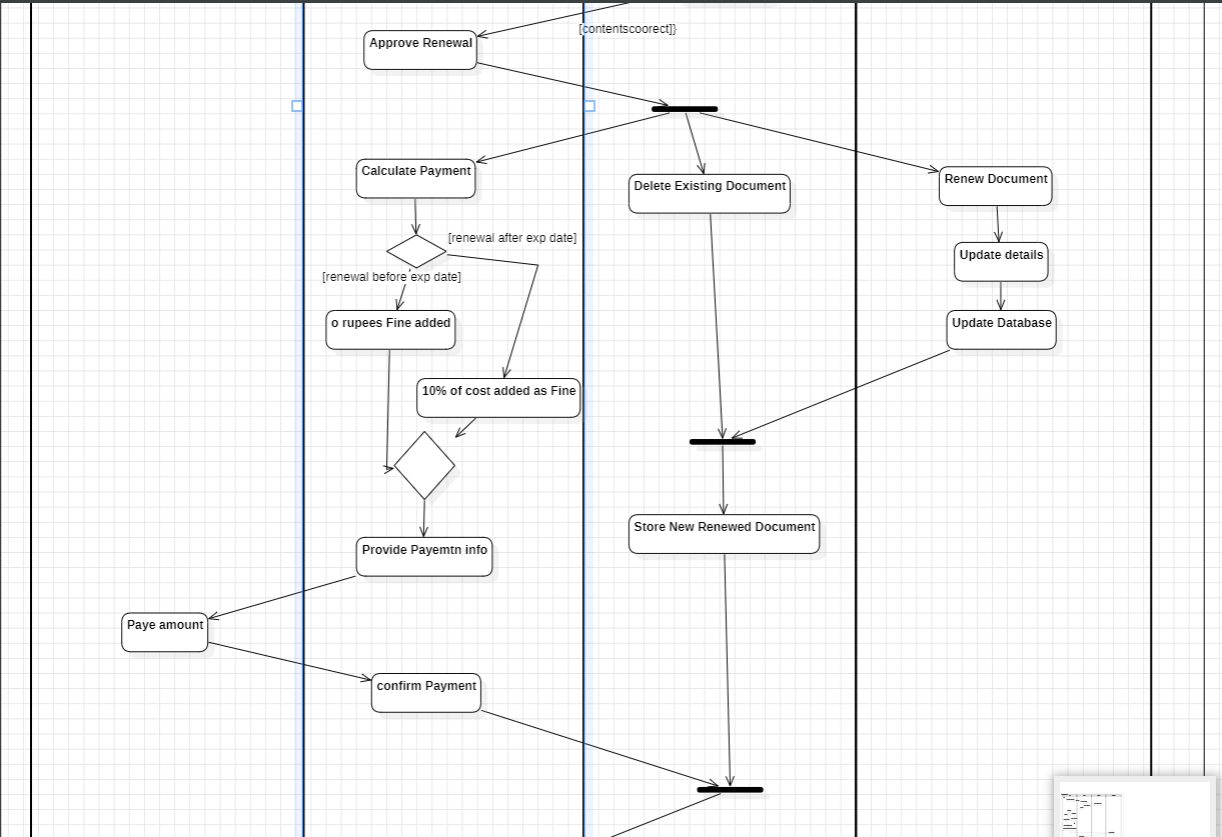 [contentscoorect]}
Approve Renewal
Calculate Payment
Delete Existing Document
Renew Document
[renewal after exp date]
Update details
[renewal before exp date]
o rupees Fine added
Update Database
10% of cost added as Fine
Store New Renewed Document
Provide Payemtn info
Paye amount
confirm Payment